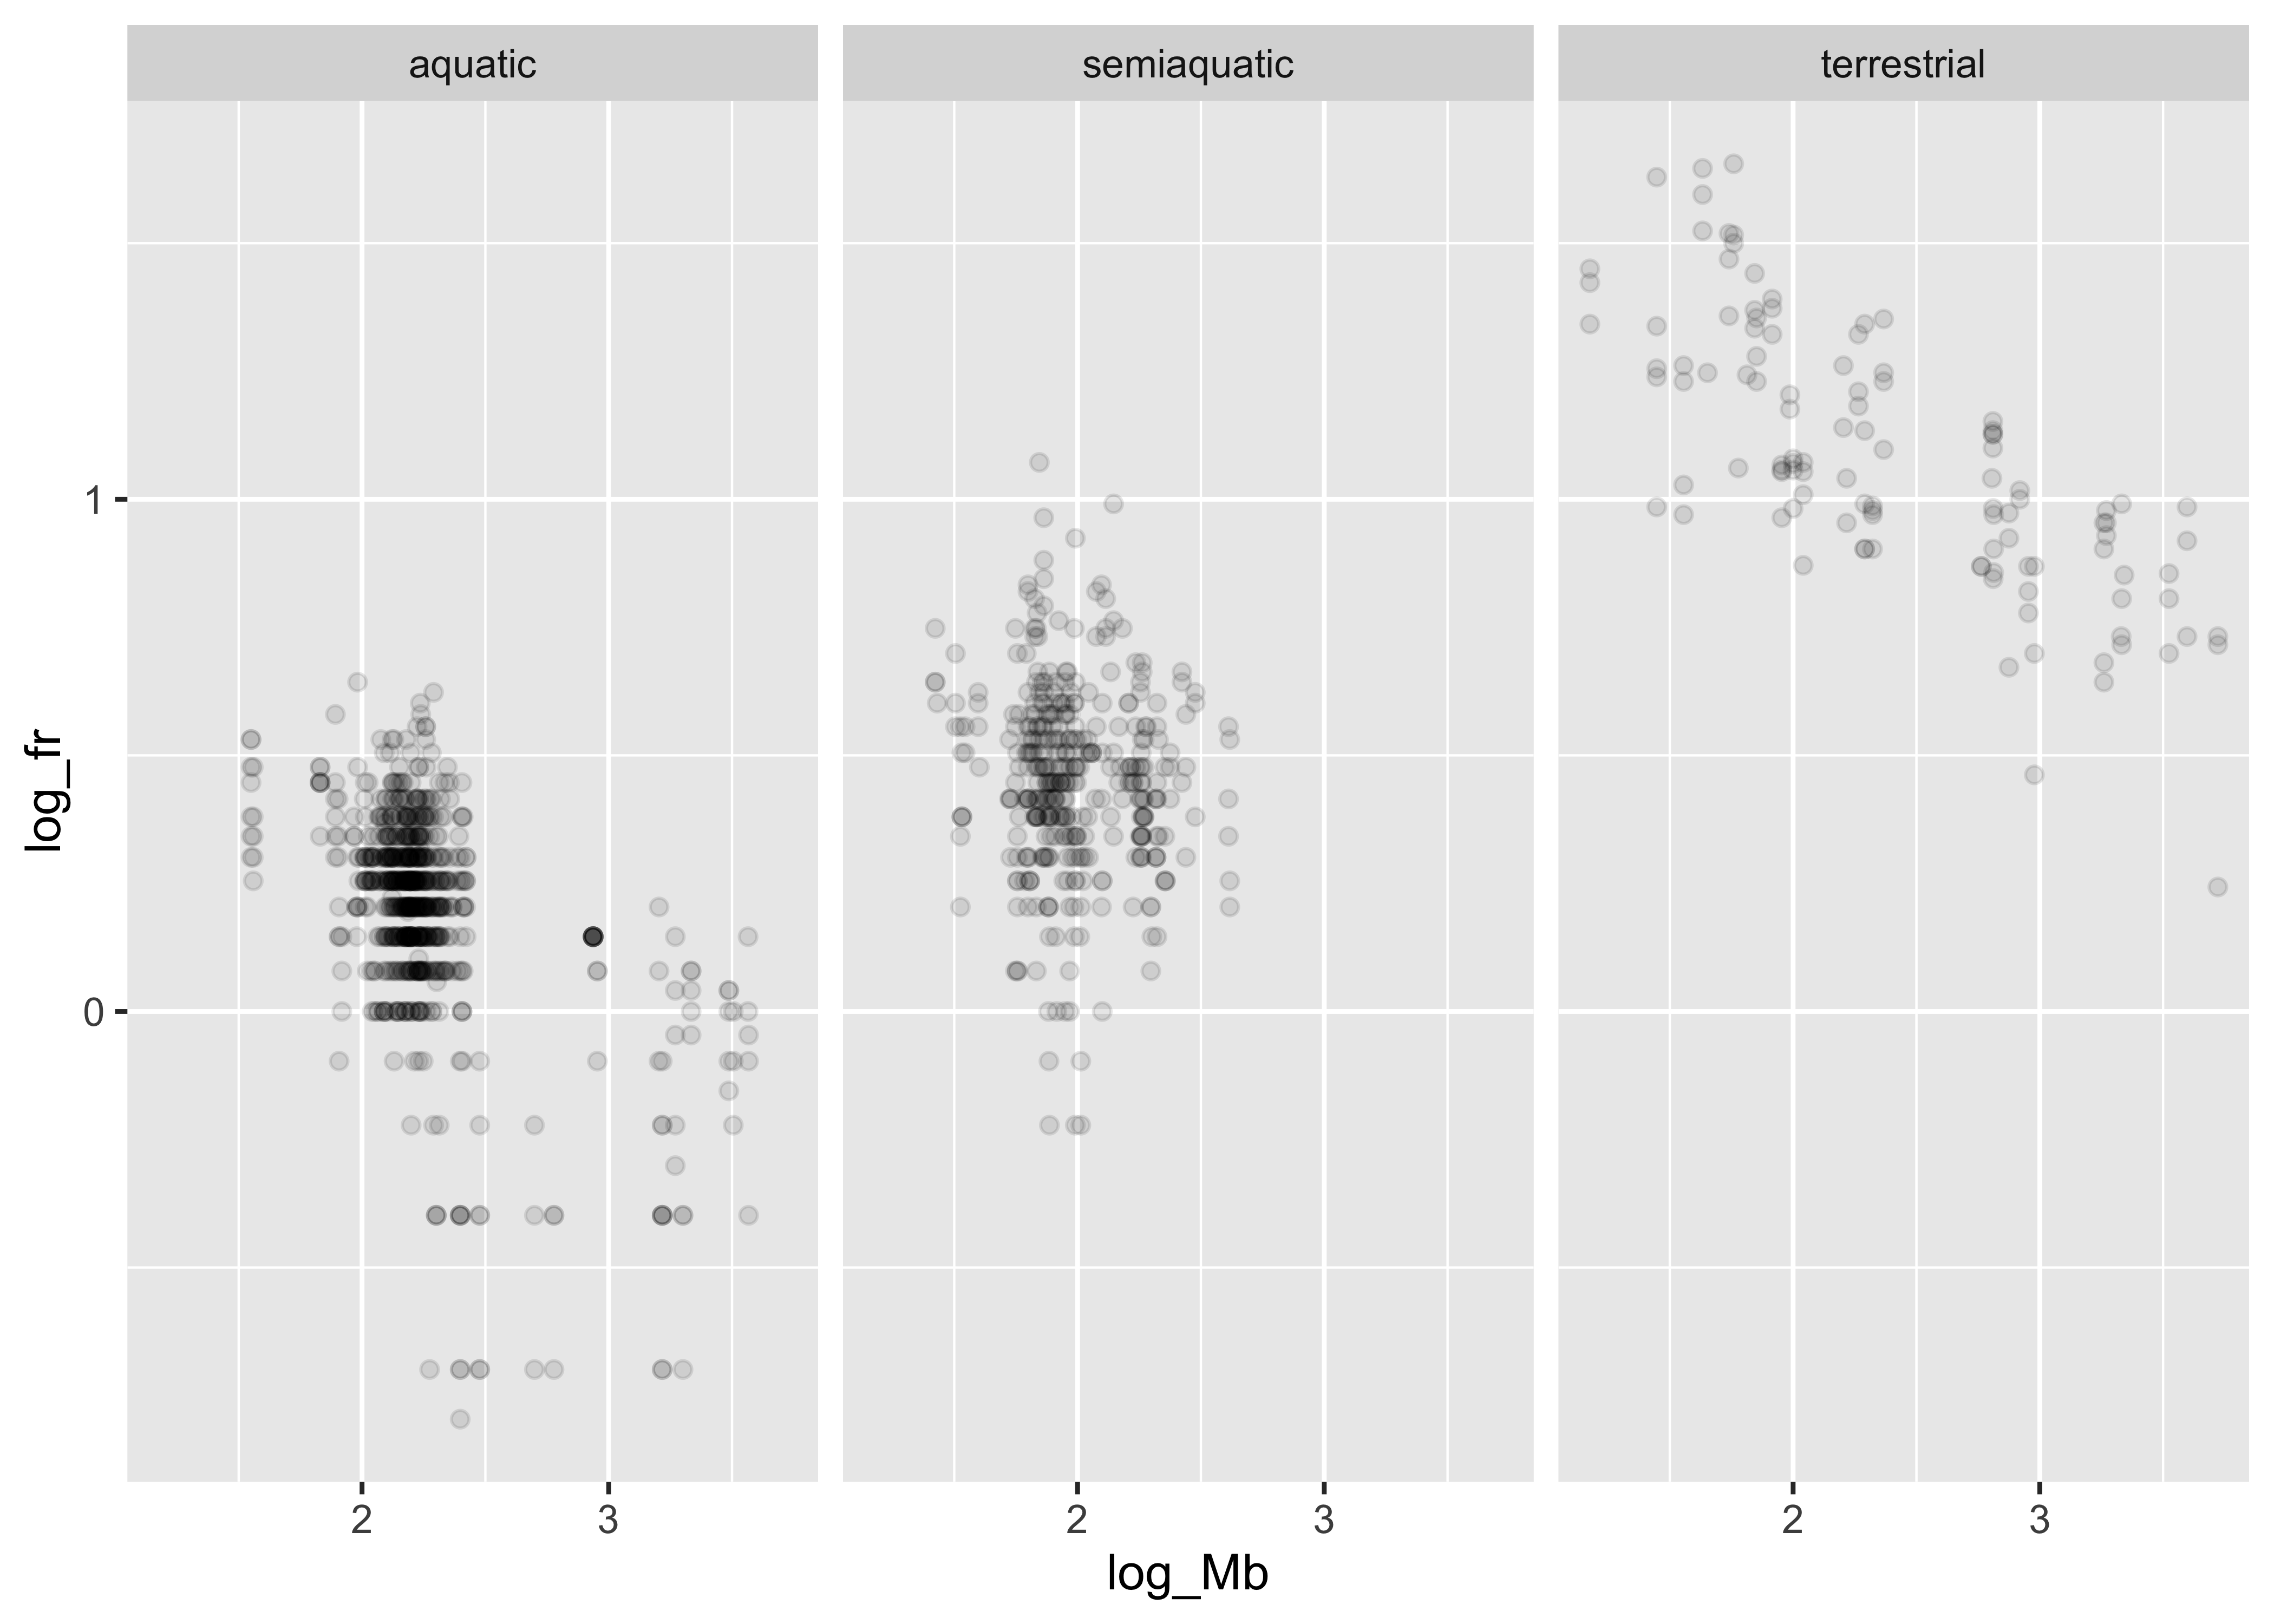 aquatic semiaquatic terrestrial
log_fr
1
0
2 3 2 3 2 3
log_Mb